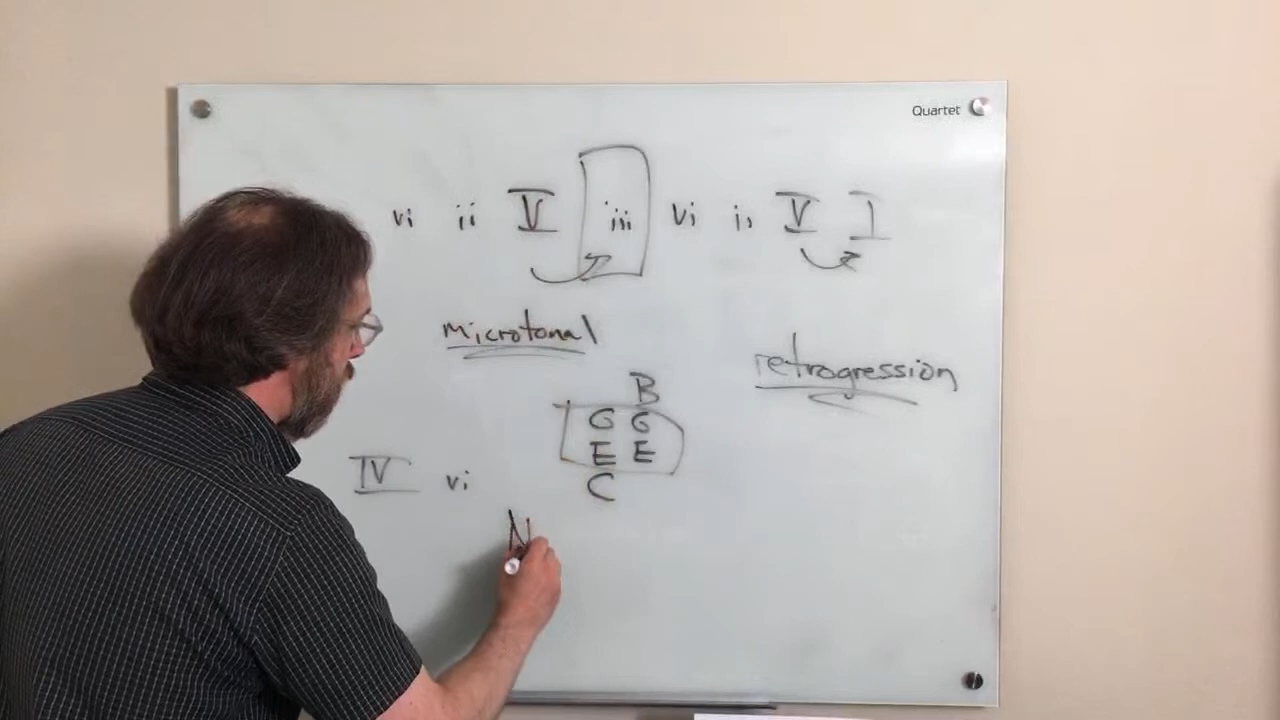 Quartet
vi ii V iii vi ii V I
microtonal
retrogression
B
G G
E E
C
IV vi
N